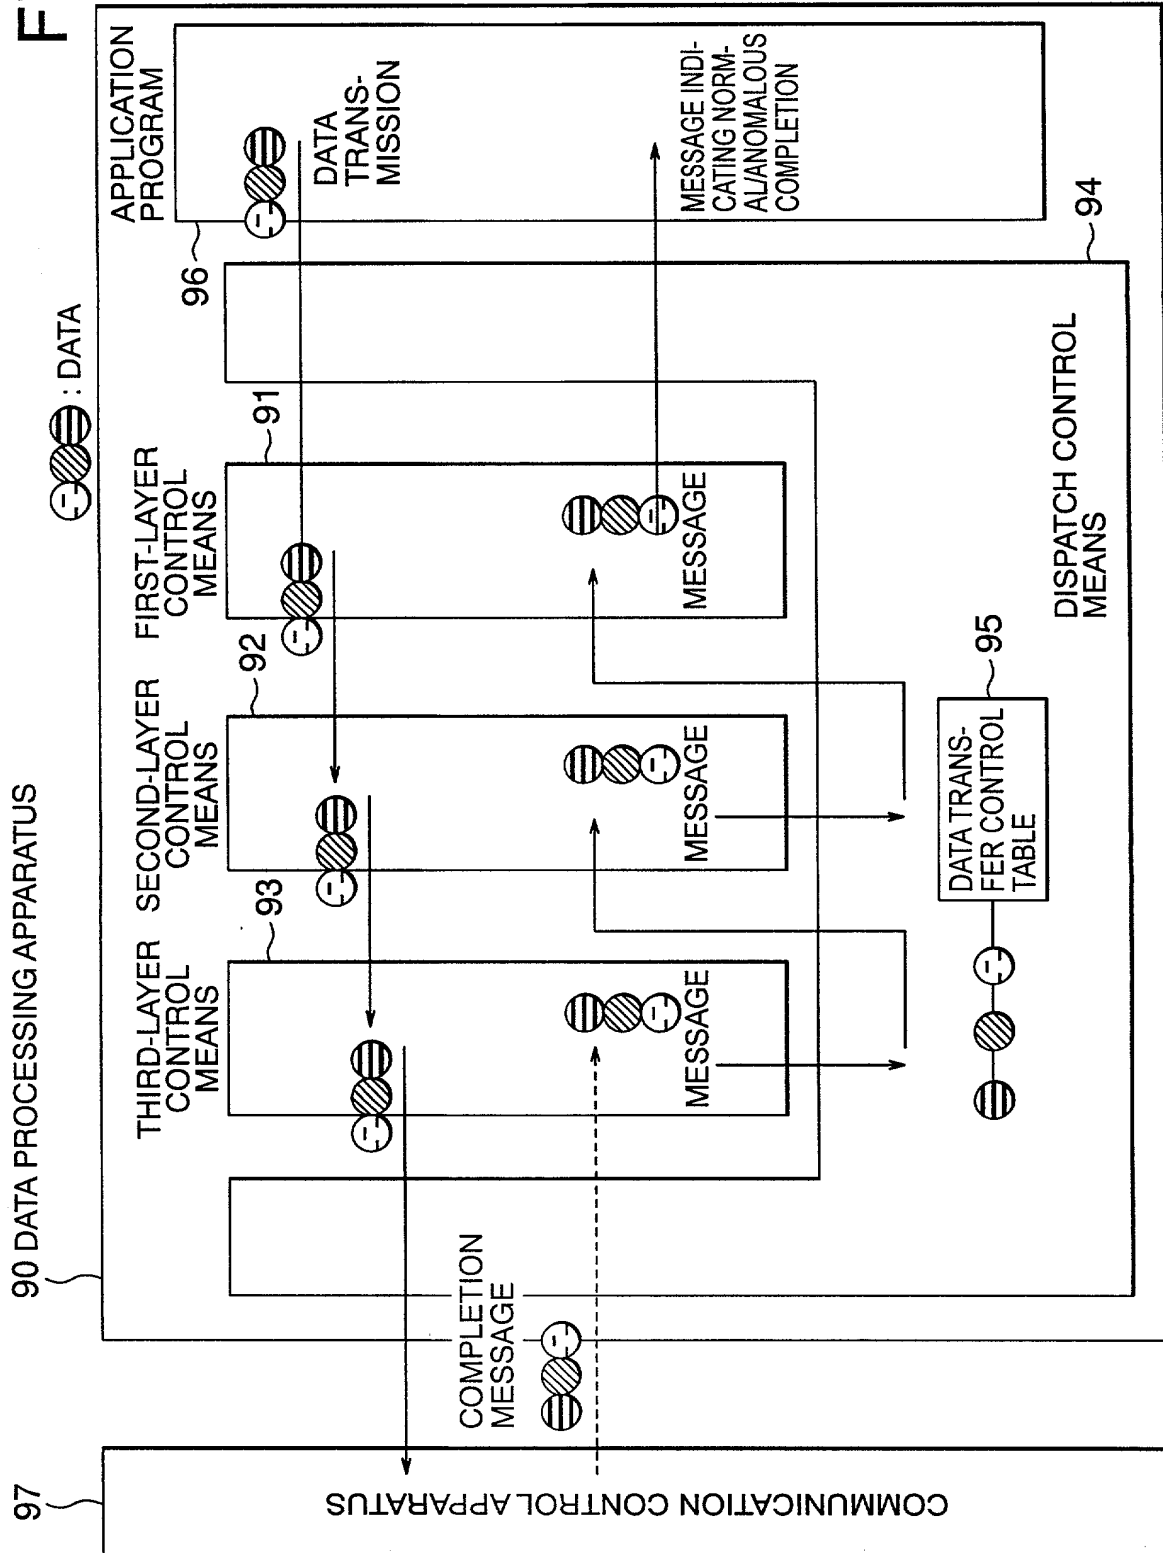 F
90 DATA PROCESSING APPARATUS
: DATA
97
COMMUNICATION CONTROL APPARATUS
COMPLETION
MESSAGE
THIRD-LAYER
CONTROL
MEANS
93
MESSAGE
SECOND-LAYER
CONTROL
MEANS
92
MESSAGE
FIRST-LAYER
CONTROL
MEANS
91
MESSAGE
APPLICATION
PROGRAM
96
DATA
TRANS-
MISSION
MESSAGE INDI-
CATING NORM-
AL/ANOMALOUS
COMPLETION
94
DATA TRANS-
FER CONTROL
TABLE
95
DISPATCH CONTROL
MEANS